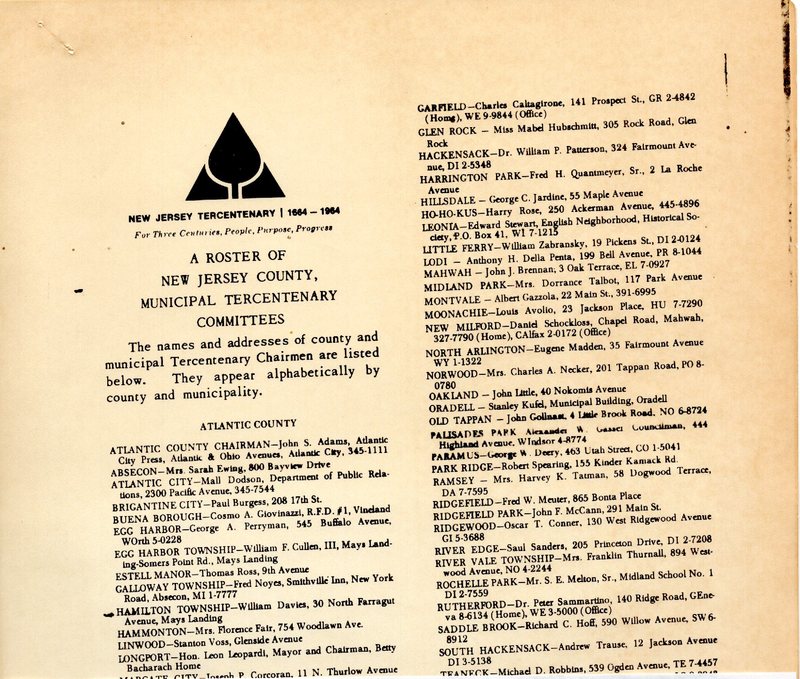 NEW JERSEY TERCENTENARY | 1664 – 1964
For Three Centuries, People, Purpose, Progress
A ROSTER OF
NEW JERSEY COUNTY,
MUNICIPAL TERCENTENARY
COMMITTEES
The names and addresses of county and
municipal Tercentenary Chairmen are listed
below. They appear alphabetically by
county and municipality.
ATLANTIC COUNTY
ATLANTIC COUNTY CHAIRMAN—John S. Adams, Atlantic
City Press, Atlantic & Ohio Avenues, Atlantic City, 345-1111
ABSECON—Mrs. Sarah Ewing, 800 Bayview Drive
ATLANTIC CITY—Mall Dodson, Department of Public Rela-
tions, 2300 Pacific Avenue, 345-7544
BRIGANTINE CITY—Paul Burgess, 208 17th St.
BUENA BOROUGH—Cosmo A. Giovinazzi, R.F.D. #1, Vineland
EGG HARBOR—George A. Perryman, 545 Buffalo Avenue,
WOrth 5-0228
EGG HARBOR TOWNSHIP—William F. Cullen, III, Mays Land-
ing-Somers Point Rd., Mays Landing
ESTELL MANOR—Thomas Ross, 9th Avenue
GALLOWAY TOWNSHIP—Fred Noyes, Smithville Inn, New York
Road, Absecon, MI 1-7777
HAMILTON TOWNSHIP—William Davies, 30 North Farragut
Avenue, Mays Landing
HAMMONTON—Mrs. Florence Fair, 754 Woodlawn Ave.
LINWOOD—Stanton Voss, Glenside Avenue
LONGPORT—Hon. Leon Leopardi, Mayor and Chairman, Betty
Bacharach Home
MARGATE CITY—Joseph P. Corcoran, 11 N. Thurlow Avenue
GARFIELD—Charles Caltagirone, 141 Prospect St., GR 2-4842
(Home), WE 9-9844 (Office)
GLEN ROCK — Miss Mabel Hubschmitt, 305 Rock Road, Glen
Rock
HACKENSACK—Dr. William P. Patterson, 324 Fairmount Ave-
nue, DI 2-5348
HARRINGTON PARK—Fred H. Quantmeyer, Sr., 2 La Roche
Avenue
HILLSDALE — George C. Jardine, 55 Maple Avenue
HO-HO-KUS—Harry Rose, 250 Ackerman Avenue, 445-4896
LEONIA—Edward Stewart, English Neighborhood, Historical So-
ciety, P.O. Box 41, WI 7-1215
LITTLE FERRY—William Zabransky, 19 Pickens St., DI 2-0124
LODI — Anthony H. Della Penta, 199 Bell Avenue, PR 8-1044
MAHWAH — John J. Brennan, 3 Oak Terrace, EL 7-0927
MIDLAND PARK—Mrs. Dorrance Talbot, 117 Park Avenue
MONTVALE — Albert Gazzola, 22 Main St., 391-6995
MOONACHIE—Louis Avolio, 23 Jackson Place, HU 7-7290
NEW MILFORD—Daniel Schockloss, Chapel Road, Mahwah,
327-7790 (Home), CAlfax 2-0172 (Office)
NORTH ARLINGTON—Eugene Madden, 35 Fairmount Avenue
WY 1-1322
NORWOOD—Mrs. Charles A. Necker, 201 Tappan Road, PO 8-
0780
OAKLAND — John Little, 40 Nokomis Avenue
ORADELL — Stanley Kufel, Municipal Building, Oradell
OLD TAPPAN — John Gollnast, 4 Little Brook Road, NO 6-8724
PALISADES PARK Alexander W. Councilman, 444
Highland Avenue, WIndsor 4-8774
PARAMUS—George W. Deery, 463 Utah Street, CO 1-5041
PARK RIDGE—Robert Spearing, 155 Kinder Kamack Rd.
RAMSEY — Mrs. Harvey K. Tatman, 58 Dogwood Terrace,
DA 7-7595
RIDGEFIELD—Fred W. Meuter, 865 Bonta Place
RIDGEFIELD PARK—John F. McCann, 291 Main St.
RIDGEWOOD—Oscar T. Conner, 130 West Ridgewood Avenue
GI 5-3688
RIVER EDGE—Saul Sanders, 205 Princeton Drive, DI 2-7208
RIVER VALE TOWNSHIP—Mrs. Franklin Thurnall, 894 West-
wood Avenue, NO 4-2244
ROCHELLE PARK—Mr. S. E. Melton, Sr., Midland School No. 1
DI 2-7559
RUTHERFORD—Dr. Peter Sammartino, 140 Ridge Road, GEne-
va 8-6134 (Home), WE 3-5000 (Office)
SADDLE BROOK—Richard C. Hoff, 590 Willow Avenue, SW 6-
8912
SOUTH HACKENSACK—Andrew Trause, 12 Jackson Avenue
DI 3-5138
TEANECK—Michael D. Robbins, 539 Ogden Avenue, TE 7-4457